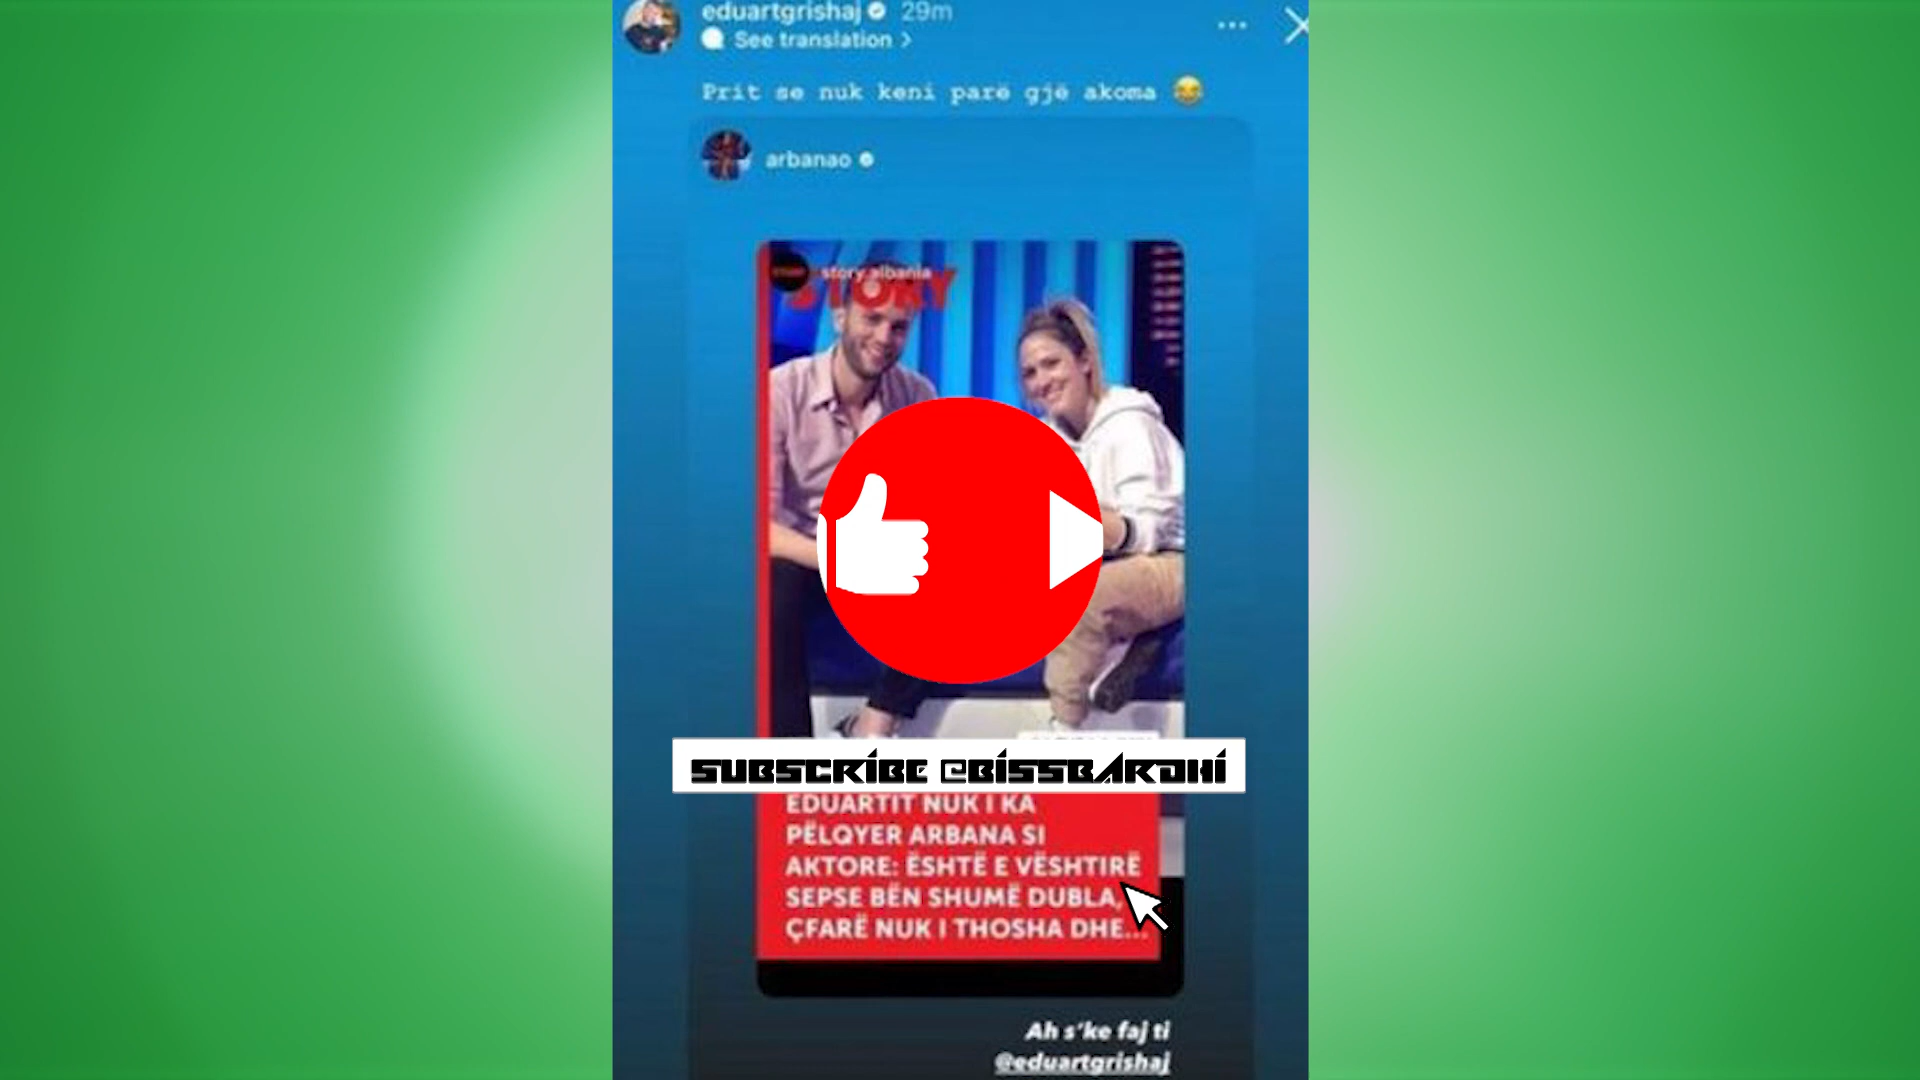 eduartgrishaj 29m
See translation >
Prit se nuk keni parë gjë akoma
arbanao
story albania
STORY
SUBSCRIBE @BISSBARDHI
EDUARTIT NUK I KA
PËLQYER ARBANA SI
AKTORE: ËSHTË E VËSHTIRË
SEPSE BËN SHUMË DUBLA,
ÇFARË NUK I THOSHA DHE...
Ah s'ke faj ti
@eduartgrishaj